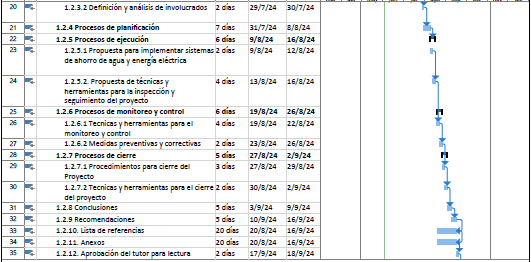 20 1.2.3.2 Definición y análisis de involucrados 2 días 29/7/24 30/7/24
21 1.2.4 Procesos de planificación 7 días 31/7/24 8/8/24
22 1.2.5 Procesos de ejecución 6 días 9/8/24 16/8/24
23 1.2.5.1 Propuesta para implementar sistemas 2 días 9/8/24 12/8/24
de ahorro de agua y energía eléctrica
24 1.2.5.2. Propuesta de técnicas y 4 días 13/8/24 16/8/24
herramientas para la inspección y
seguimiento del proyecto
25 1.2.6 Procesos de monitoreo y control 6 días 19/8/24 26/8/24
26 1.2.6.1 Tecnicas y herramientas para el 4 días 19/8/24 22/8/24
monitoreo y control
27 1.2.6.2 Medidas preventivas y correctivas 2 días 23/8/24 26/8/24
28 1.2.7 Procesos de cierre 5 días 27/8/24 2/9/24
29 1.2.7.1 Procedimientos para cierre del 3 días 27/8/24 29/8/24
Proyecto
30 1.2.7.2 Tecnicas y herramientas para el cierre 2 días 30/8/24 2/9/24
del proyecto
31 1.2.8 Conclusiones 5 días 3/9/24 9/9/24
32 1.2.9 Recomendaciones 5 días 10/9/24 16/9/24
33 1.2.10. Lista de referencias 20 días 20/8/24 16/9/24
34 1.2.11. Anexos 20 días 20/8/24 16/9/24
35 1.2.12. Aprobación del tutor para lectura 2 días 17/9/24 18/9/24